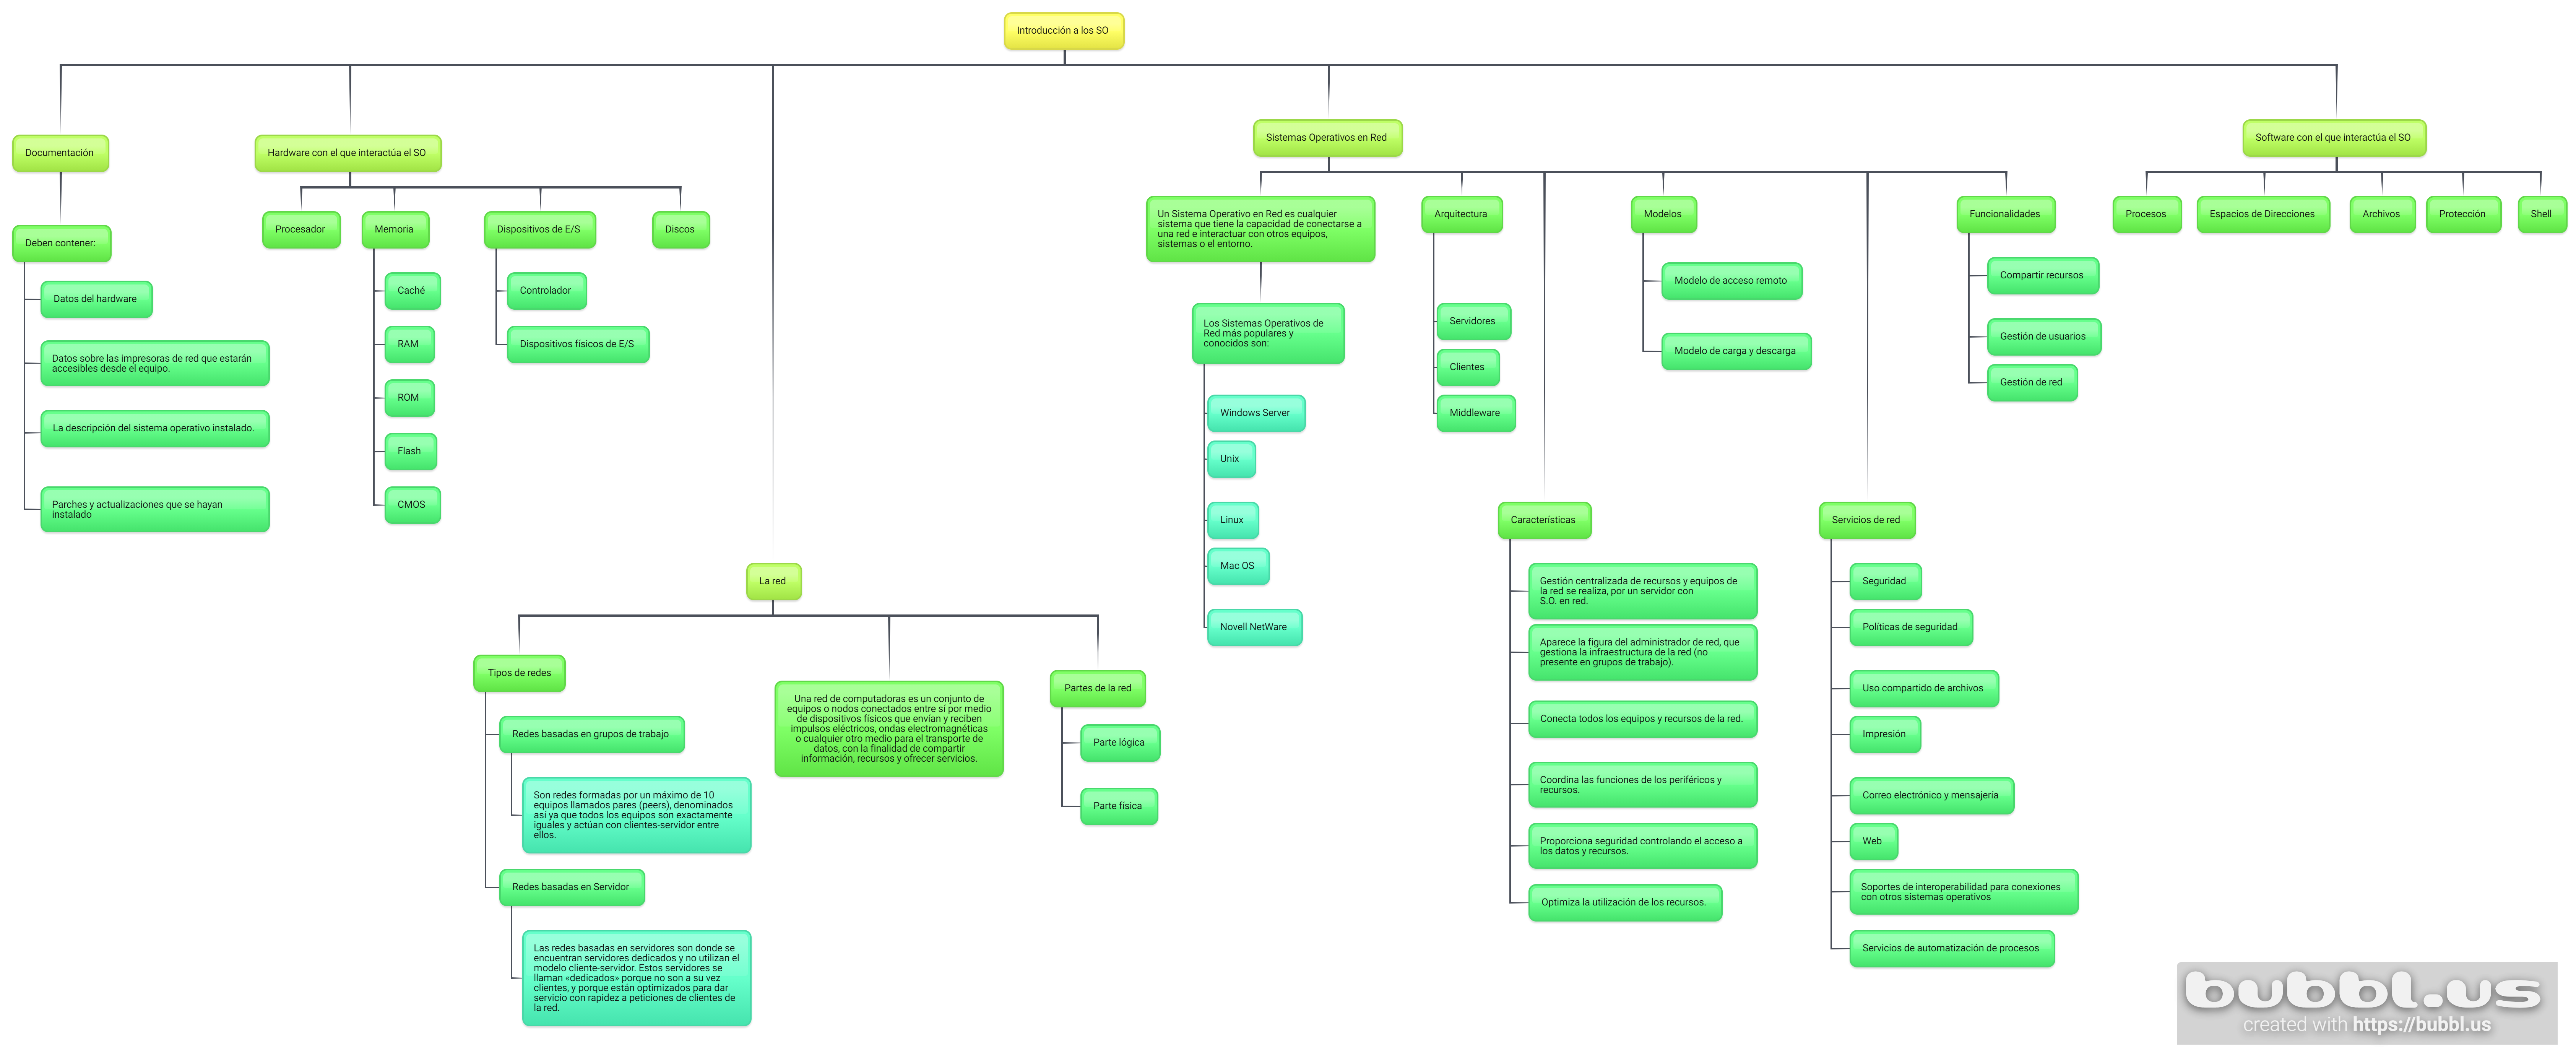 Introducción a los SO
Documentación
Deben contener:
Datos del hardware
Datos sobre las impresoras de red que estarán
accesibles desde el equipo.
La descripción del sistema operativo instalado.
Parches y actualizaciones que se hayan
instalado
Hardware con el que interactúa el SO
Procesador
Memoria
Caché
RAM
ROM
Flash
CMOS
Dispositivos de E/S
Controlador
Dispositivos físicos de E/S
Discos
La red
Tipos de redes
Redes basadas en grupos de trabajo
Son redes formadas por un máximo de 10
equipos llamados pares (peers), denominados
así ya que todos los equipos son exactamente
iguales y actúan con clientes-servidor entre
ellos.
Redes basadas en Servidor
Las redes basadas en servidores son donde se
encuentran servidores dedicados y no utilizan el
modelo cliente-servidor. Estos servidores se
llaman «dedicados» porque no son a su vez
clientes, y porque están optimizados para dar
servicio con rapidez a peticiones de clientes de
la red.
Una red de computadoras es un conjunto de
equipos o nodos conectados entre sí por medio
de dispositivos físicos que envían y reciben
impulsos eléctricos, ondas electromagnéticas
o cualquier otro medio para el transporte de
datos, con la finalidad de compartir
información, recursos y ofrecer servicios.
Partes de la red
Parte lógica
Parte física
Sistemas Operativos en Red
Un Sistema Operativo en Red es cualquier
sistema que tiene la capacidad de conectarse a
una red e interactuar con otros equipos,
sistemas o el entorno.
Los Sistemas Operativos de
Red más populares y
conocidos son:
Windows Server
Unix
Linux
Mac OS
Novell NetWare
Arquitectura
Servidores
Clientes
Middleware
Características
Gestión centralizada de recursos y equipos de
la red se realiza, por un servidor con
S.O. en red.
Aparece la figura del administrador de red, que
gestiona la infraestructura de la red (no
presente en grupos de trabajo).
Conecta todos los equipos y recursos de la red.
Coordina las funciones de los periféricos y
recursos.
Proporciona seguridad controlando el acceso a
los datos y recursos.
Optimiza la utilización de los recursos.
Modelos
Modelo de acceso remoto
Modelo de carga y descarga
Servicios de red
Seguridad
Políticas de seguridad
Uso compartido de archivos
Impresión
Correo electrónico y mensajería
Web
Soportes de interoperabilidad para conexiones
con otros sistemas operativos
Servicios de automatización de procesos
Funcionalidades
Compartir recursos
Gestión de usuarios
Gestión de red
Software con el que interactúa el SO
Procesos
Espacios de Direcciones
Archivos
Protección
Shell
bubbl.us
created with https://bubbl.us